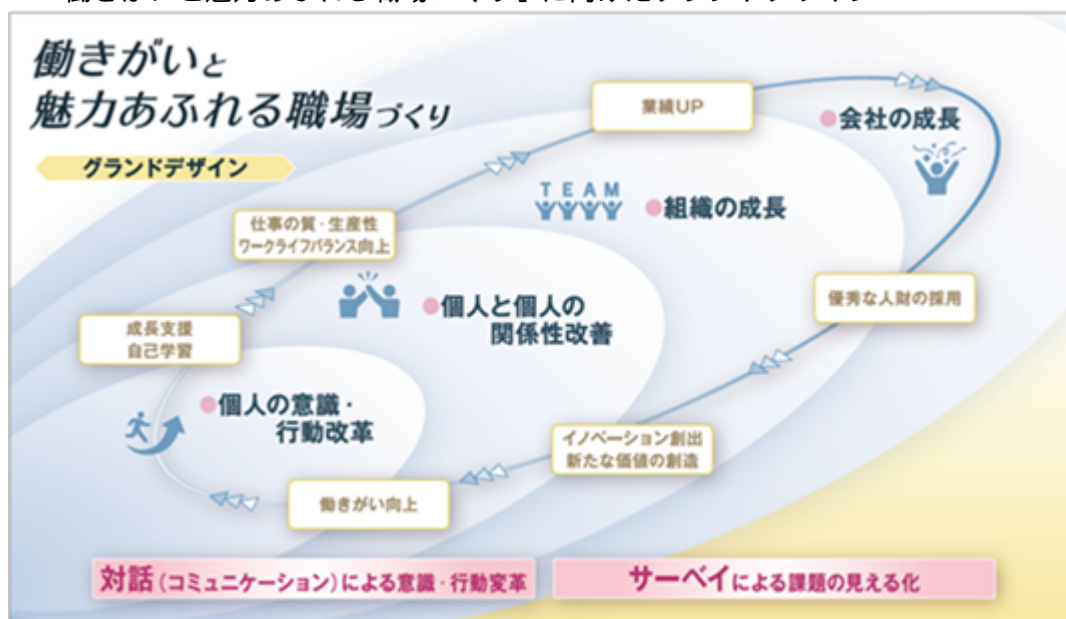 働きがいと
魅力あふれる職場づくり
グランドデザイン
業績UP
会社の成長
TEAM
組織の成長
仕事の質・生産性
ワークライフバランス向上
優秀な人財の採用
個人と個人の
関係性改善
成長支援
自己学習
個人の意識・
行動改革
イノベーション創出
新たな価値の創造
働きがい向上
対話(コミュニケーション)による意識・行動変革
サーベイによる課題の見える化